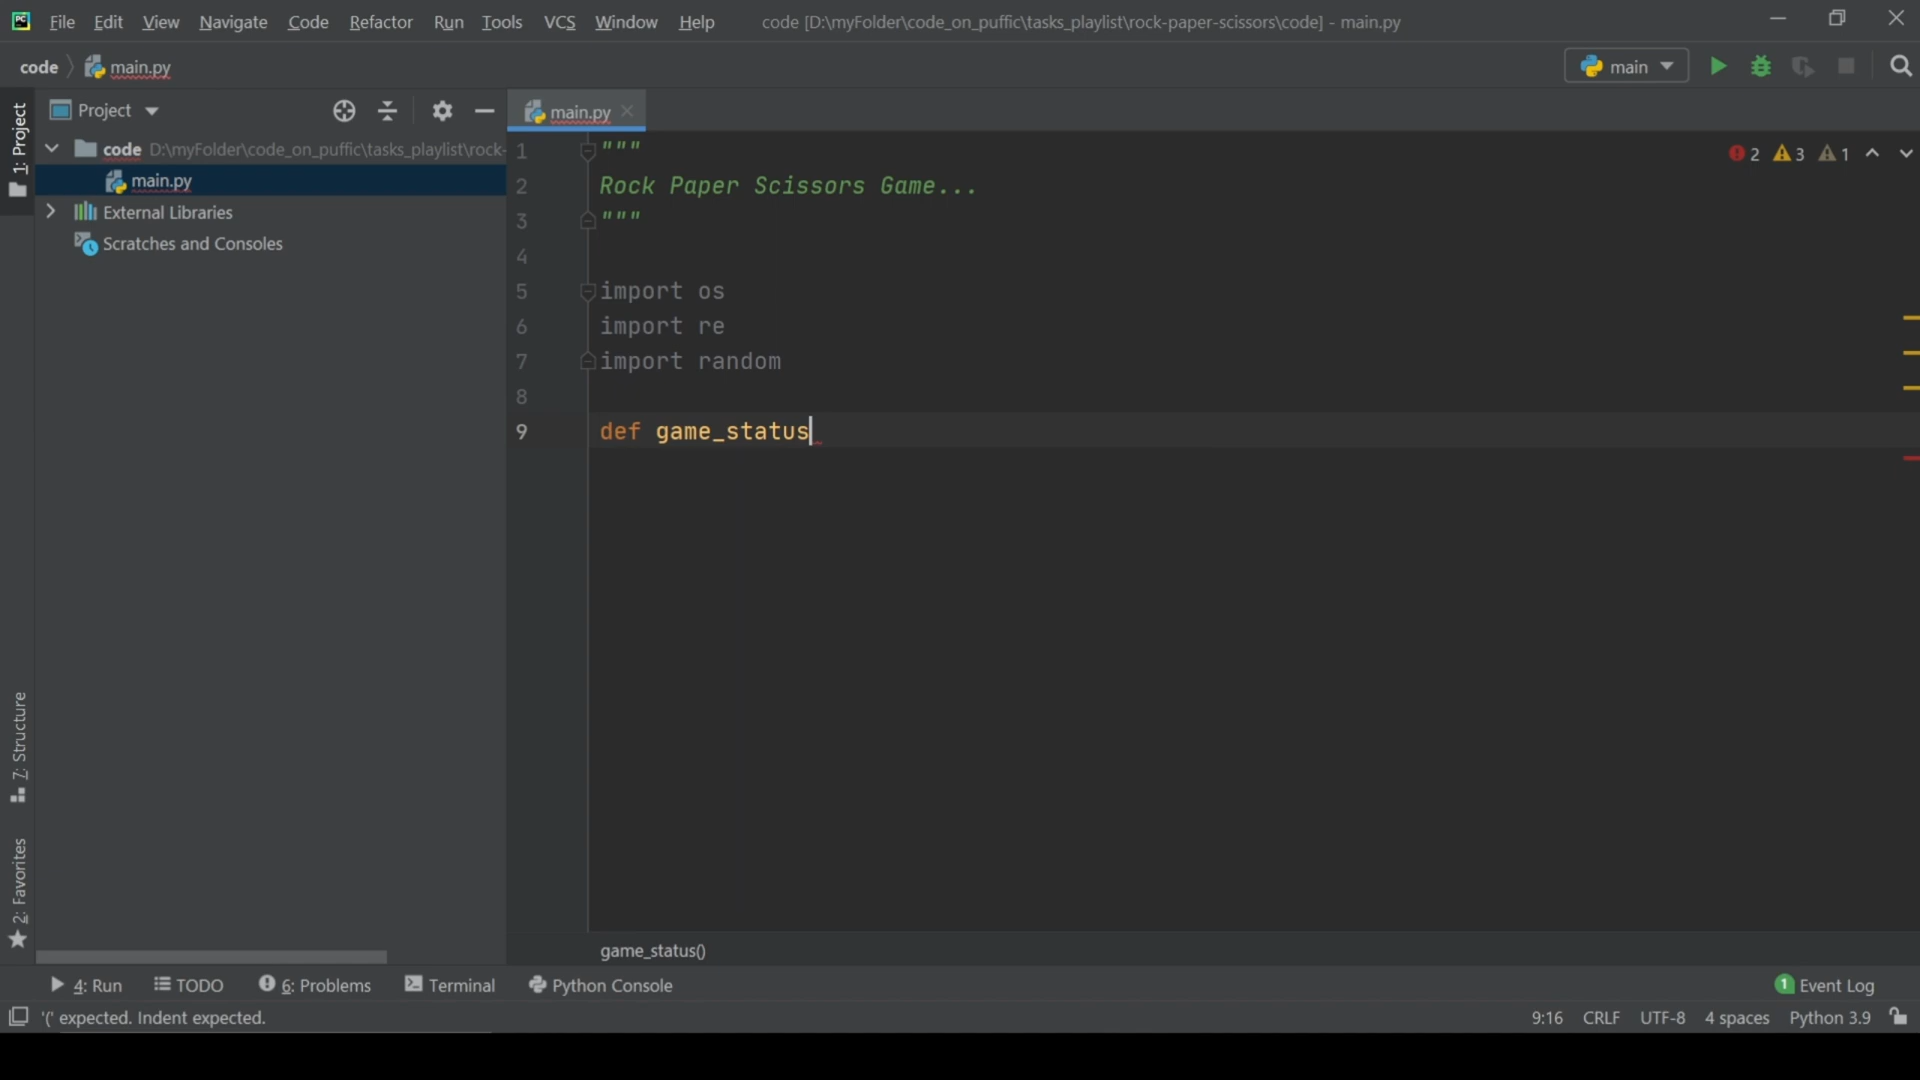 File Edit View Navigate Code Refactor Run Tools VCS Window Help code [D:\myFolder\code_on_puffic\tasks_playlist\rock-paper-scissors\code] - main.py
code main.py main
1: Project
Project main.py
code D:\myFolder\code_on_puffic\tasks_playlist\rock-
main.py
External Libraries
Scratches and Consoles
2 3 1
1 """
2 Rock Paper Scissors Game...
3 """
4
5 import os
6 import re
7 import random
8
9 def game_status
7: Structure
2: Favorites
game_status()
4: Run TODO 6: Problems Terminal Python Console 1 Event Log
'(' expected. Indent expected. 9:16 CRLF UTF-8 4 spaces Python 3.9